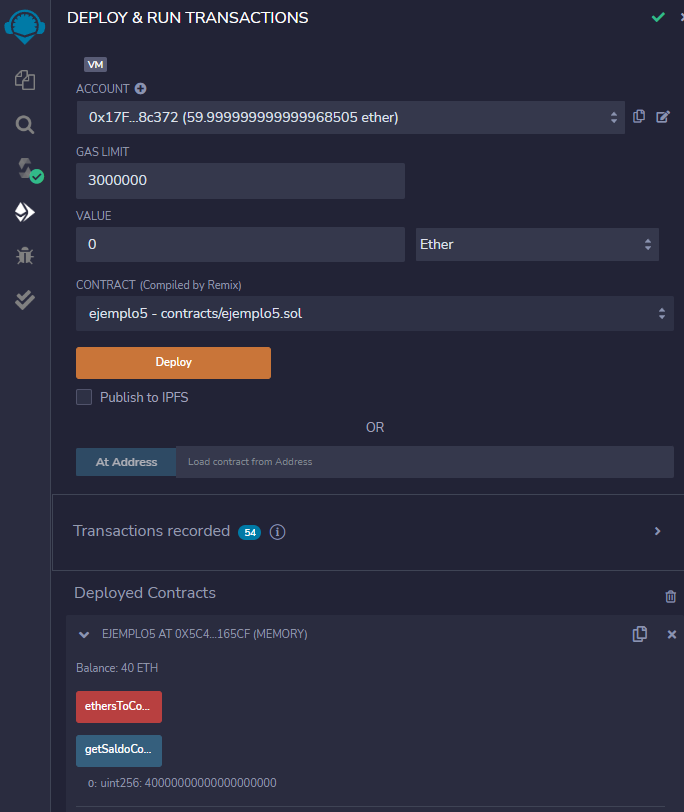 DEPLOY & RUN TRANSACTIONS
VM
ACCOUNT
0x17F...8c372 (59.999999999999968505 ether)
GAS LIMIT
3000000
VALUE
0 Ether
CONTRACT (Compiled by Remix)
ejemplo5 - contracts/ejemplo5.sol
Deploy
Publish to IPFS
OR
At Address Load contract from Address
Transactions recorded 54 i
Deployed Contracts
EJEMPLO5 AT 0X5C4...165CF (MEMORY)
Balance: 40 ETH
ethersToCo...
getSaldoCo...
0: uint256: 40000000000000000000